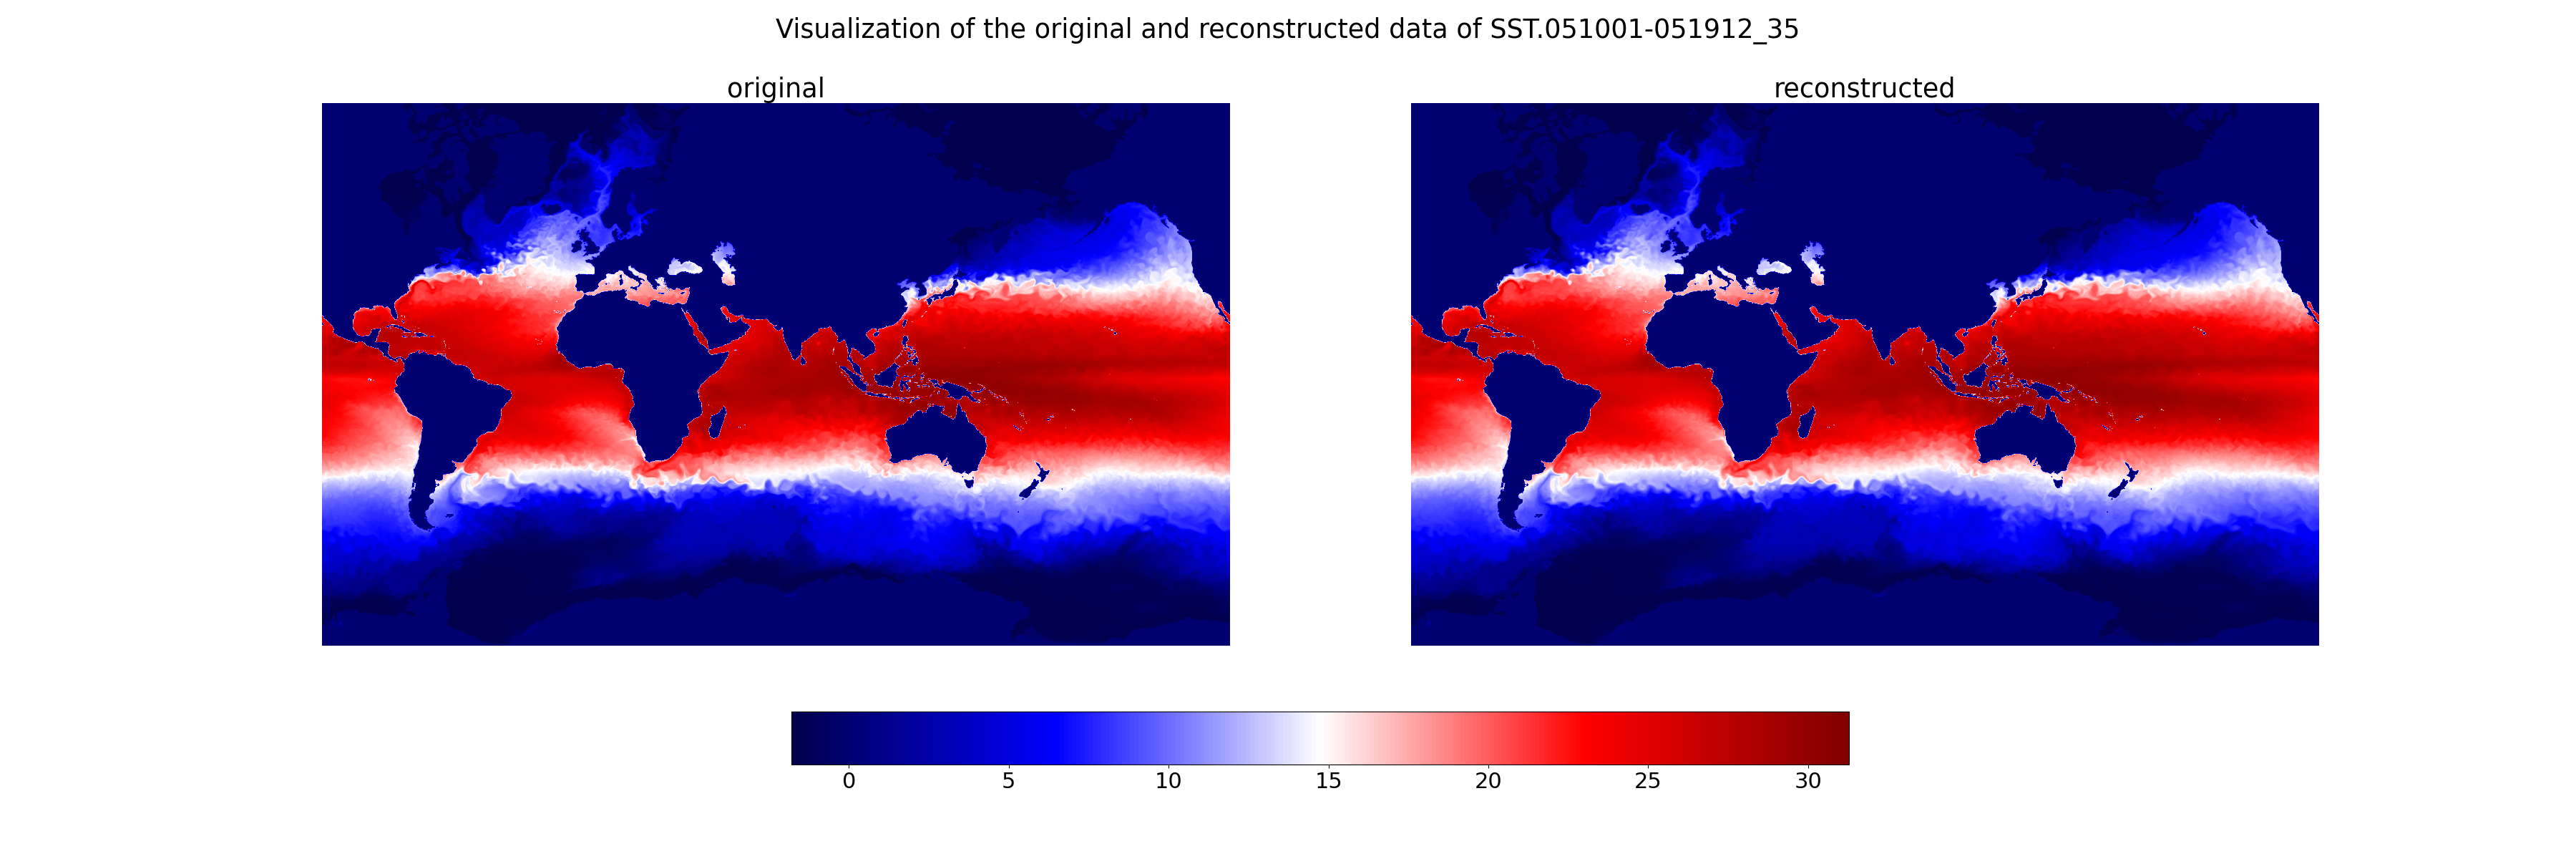 Visualization of the original and reconstructed data of SST.051001-051912_35
original
reconstructed
0 5 10 15 20 25 30